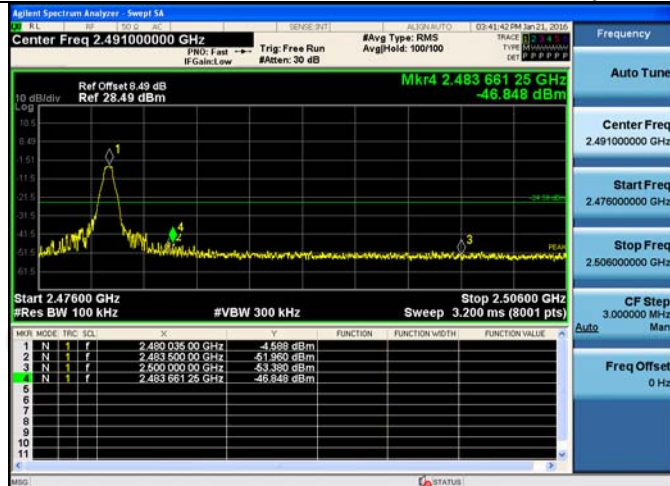 Agilent Spectrum Analyzer - Swept SA
RL RF 50 Ω AC SENSE:INT ALIGN AUTO 03:41:42 PM Jan 21, 2016
Center Freq 2.491000000 GHz
PNO: Fast
IFGain:Low
Trig: Free Run
#Atten: 30 dB
#Avg Type: RMS
Avg|Hold: 100/100
TRACE 1 2 3 4 5 6
TYPE M
DET P P P P P P
Mkr4 2.483 661 25 GHz
-46.848 dBm
Ref Offset 8.49 dB
10 dB/div Ref 28.49 dBm
Log
-1.51
-11.5
-21.5
-31.5
-41.5
-51.5
-61.5
1
4
2
3
PEAK
Start 2.47600 GHz
Stop 2.50600 GHz
#Res BW 100 kHz #VBW 300 kHz Sweep 3.200 ms (8001 pts)
MKR MODE TRC SCL X Y FUNCTION FUNCTION WIDTH FUNCTION VALUE
1 N 1 f 2.480 035 00 GHz -4.588 dBm
2 N 1 f 2.483 500 00 GHz -51.960 dBm
3 N 1 f 2.500 000 00 GHz -53.380 dBm
4 N 1 f 2.483 661 25 GHz -46.848 dBm
5
6
7
8
9
10
11
MSG STATUS
Frequency
Auto Tune
Center Freq
2.491000000 GHz
Start Freq
2.476000000 GHz
Stop Freq
2.506000000 GHz
CF Step
3.000000 MHz
Auto Man
Freq Offset
0 Hz